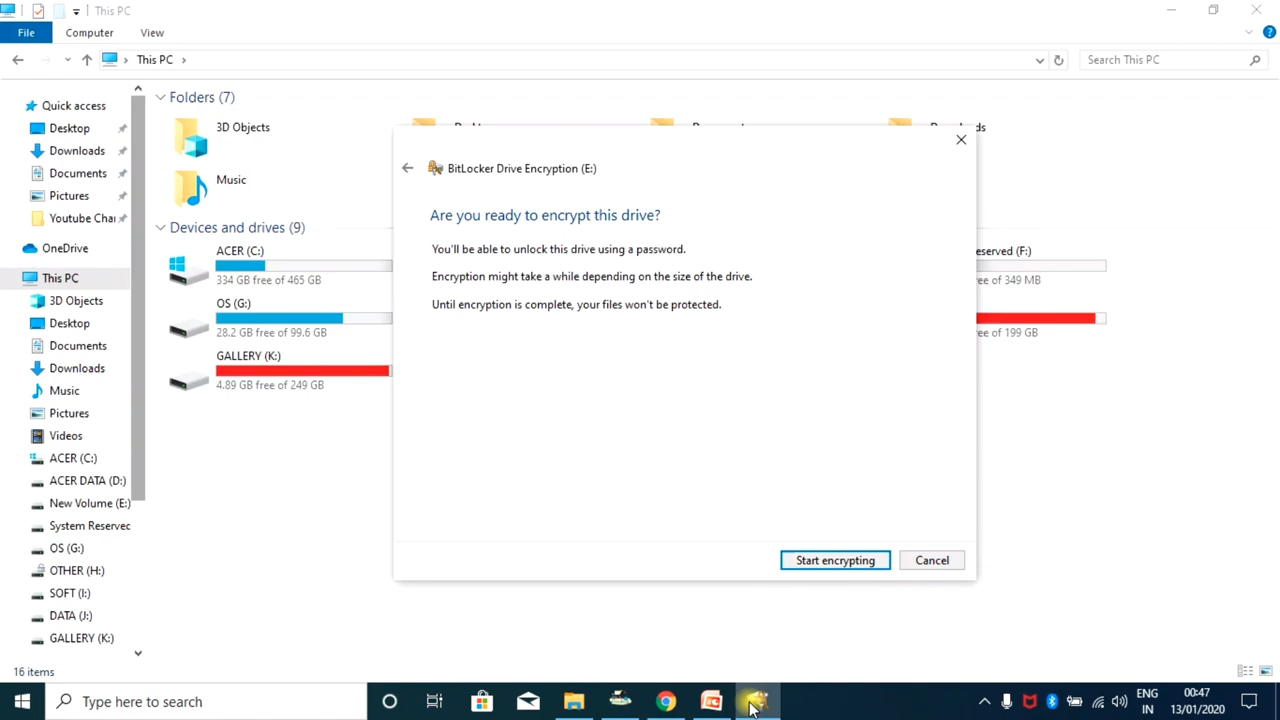 This PC
File Computer View
This PC
Search This PC
Quick access
Desktop
Downloads
Documents
Pictures
Youtube Cha
OneDrive
This PC
3D Objects
Desktop
Documents
Downloads
Music
Pictures
Videos
ACER (C:)
ACER DATA (D:)
New Volume (E:)
System Reserved
OS (G:)
OTHER (H:)
SOFT (I:)
DATA (J:)
GALLERY (K:)
Folders (7)
3D Objects
Music
Devices and drives (9)
ACER (C:)
334 GB free of 465 GB
OS (G:)
28.2 GB free of 99.6 GB
GALLERY (K:)
4.89 GB free of 249 GB
eserved (F:)
ee of 349 MB
ree of 199 GB
BitLocker Drive Encryption (E:)
Are you ready to encrypt this drive?
You'll be able to unlock this drive using a password.
Encryption might take a while depending on the size of the drive.
Until encryption is complete, your files won't be protected.
Start encrypting Cancel
16 items
Type here to search
ENG
IN
00:47
13/01/2020